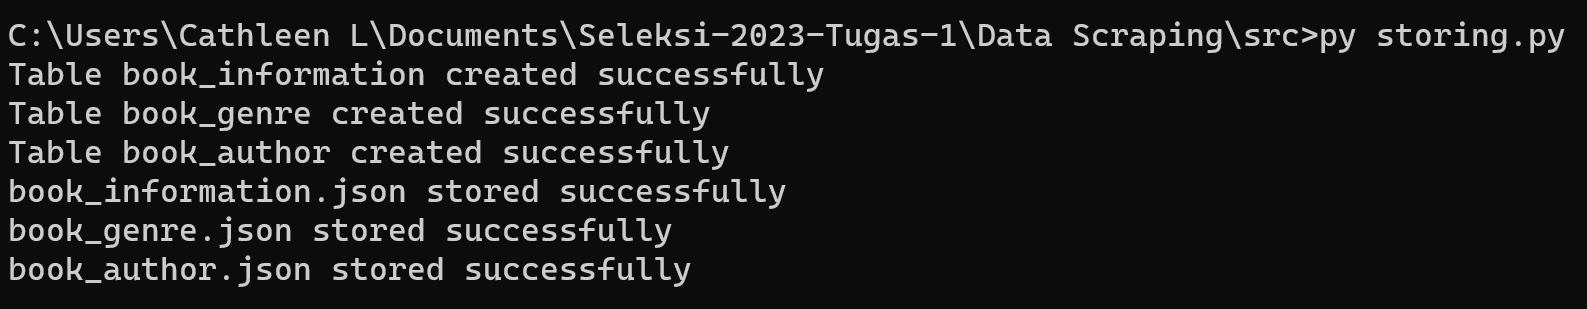 C:\Users\Cathleen L\Documents\Seleksi-2023-Tugas-1\Data Scraping\src>py storing.py
Table book_information created successfully
Table book_genre created successfully
Table book_author created successfully
book_information.json stored successfully
book_genre.json stored successfully
book_author.json stored successfully